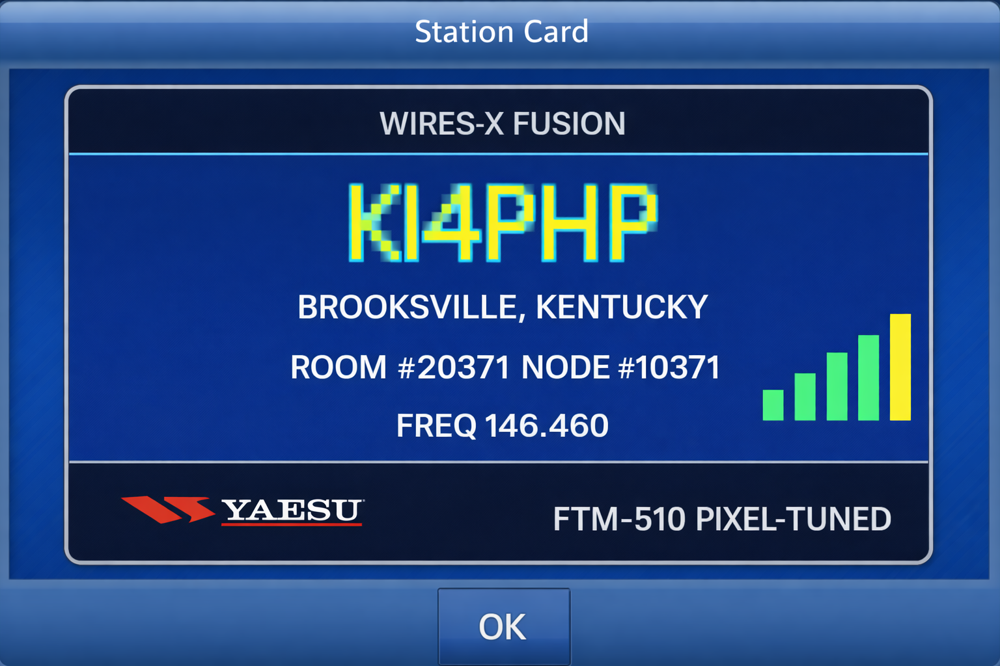 Station Card
WIRES-X FUSION
KI4PHP
BROOKSVILLE, KENTUCKY
ROOM #20371 NODE #10371
FREQ 146.460
YAESU
FTM-510 PIXEL-TUNED
OK